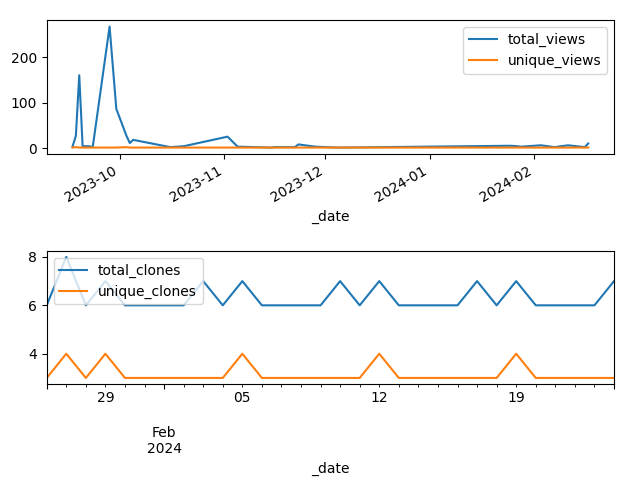 total_views
unique_views
200
100
0
2023-10
2023-11
2023-12
2024-01
2024-02
_date
total_clones
unique_clones
8
6
4
29
05
12
19
Feb
2024
_date